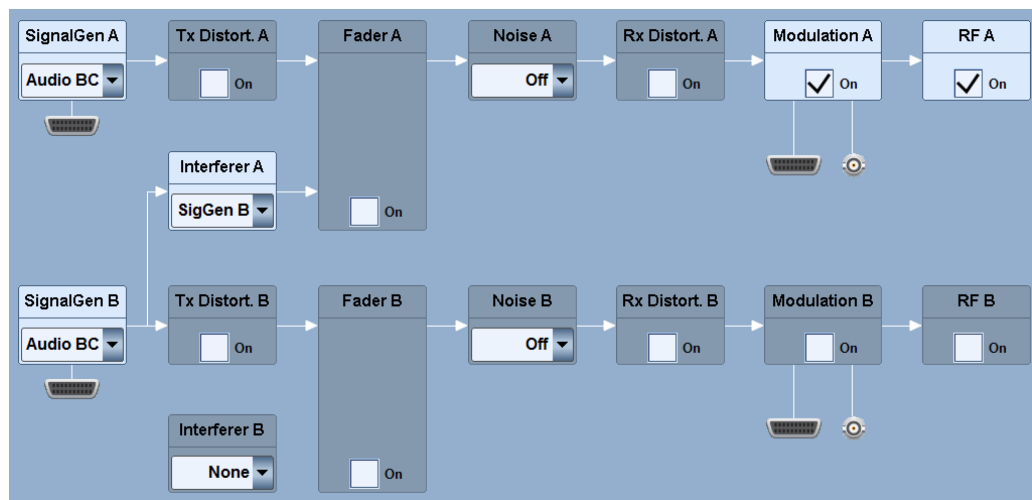 SignalGen A
Tx Distort. A
Fader A
Noise A
Rx Distort. A
Modulation A
RF A
Audio BC
On
Off
On
On
On
Interferer A
SigGen B
On
SignalGen B
Tx Distort. B
Fader B
Noise B
Rx Distort. B
Modulation B
RF B
Audio BC
On
Off
On
On
On
Interferer B
None
On